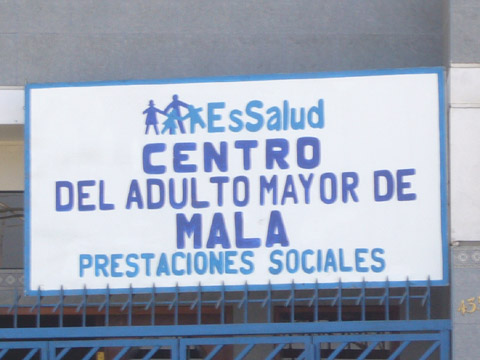 EsSalud
CENTRO
DEL ADULTO MAYOR DE
MALA
PRESTACIONES SOCIALES